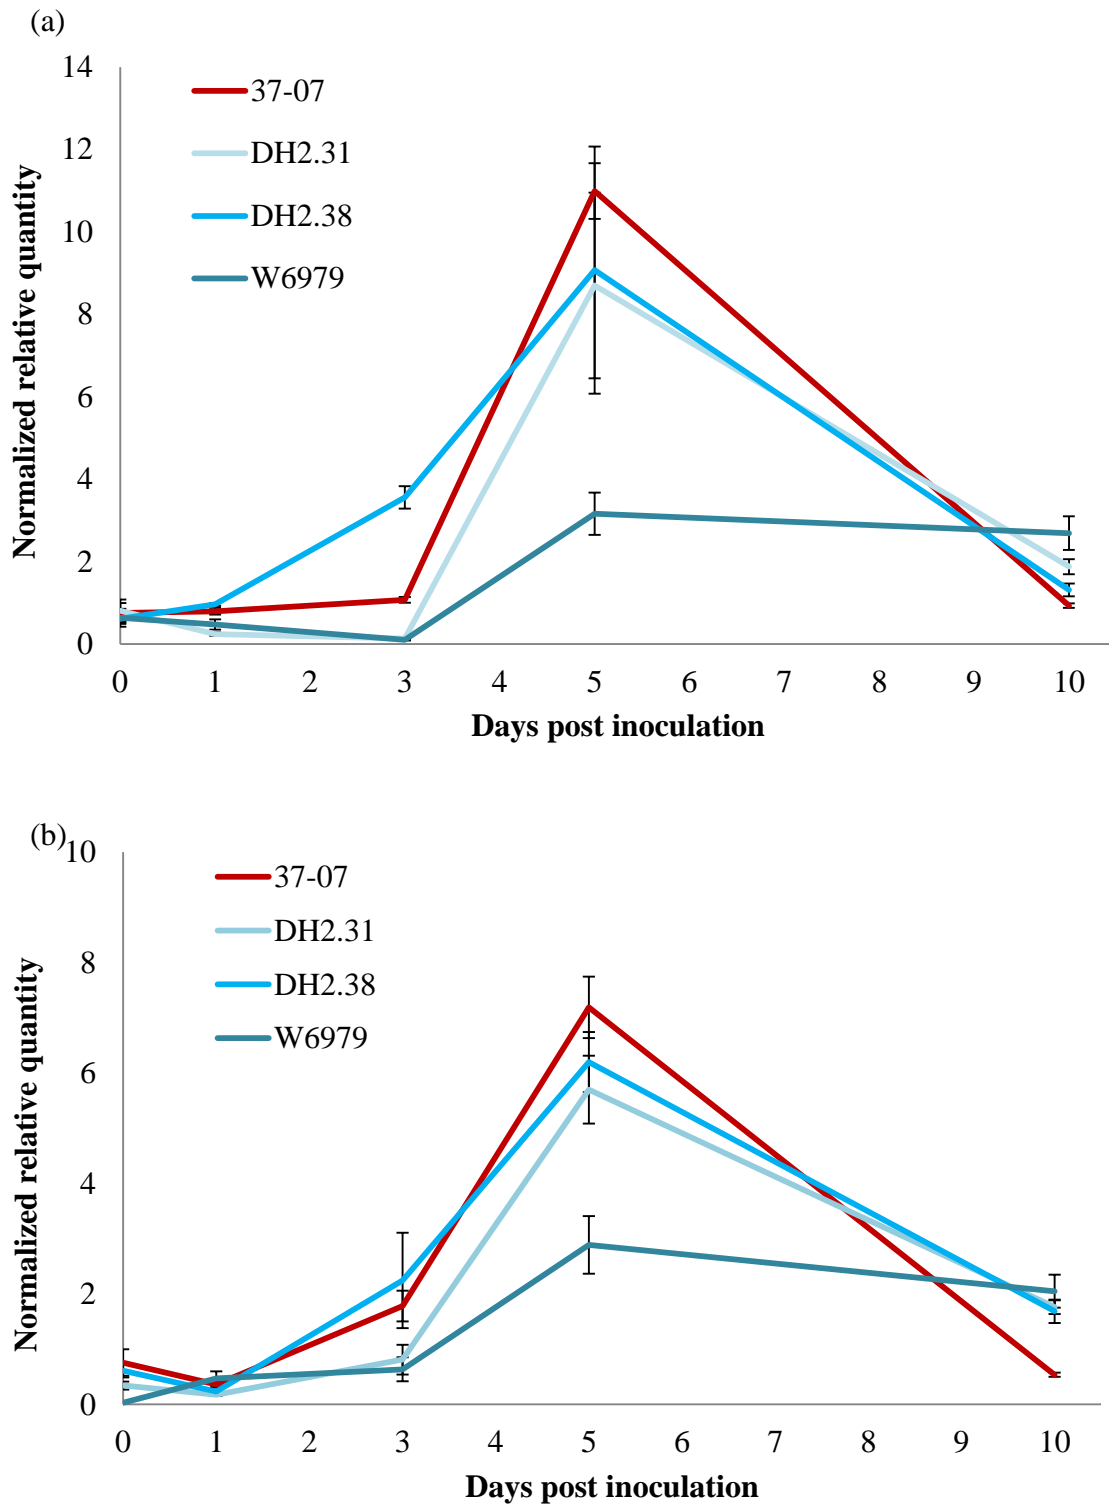 (a)
14
12
10
8
6
4
2
0
Normalized relative quantity
37-07
DH2.31
DH2.38
W6979
0 1 2 3 4 5 6 7 8 9 10
Days post inoculation
(b)
10
8
6
4
2
0
Normalized relative quantity
37-07
DH2.31
DH2.38
W6979
0 1 2 3 4 5 6 7 8 9 10
Days post inoculation